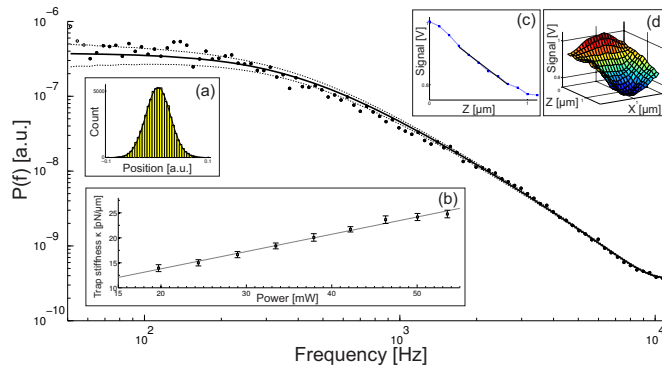 10^-6
10^-7
10^-8
10^-9
10^-10
P(f) [a.u.]
10^2
10^3
10^4
Frequency [Hz]
(a)
5000
0
Count
-0.1
0.1
Position [a.u.]
(b)
Trap stiffness κ [pN/μm]
25
20
15
10
15
20
30
40
50
Power [mW]
(c)
Signal [V]
0
1
Z [μm]
(d)
Signal [V]
Z [μm]
X [μm]